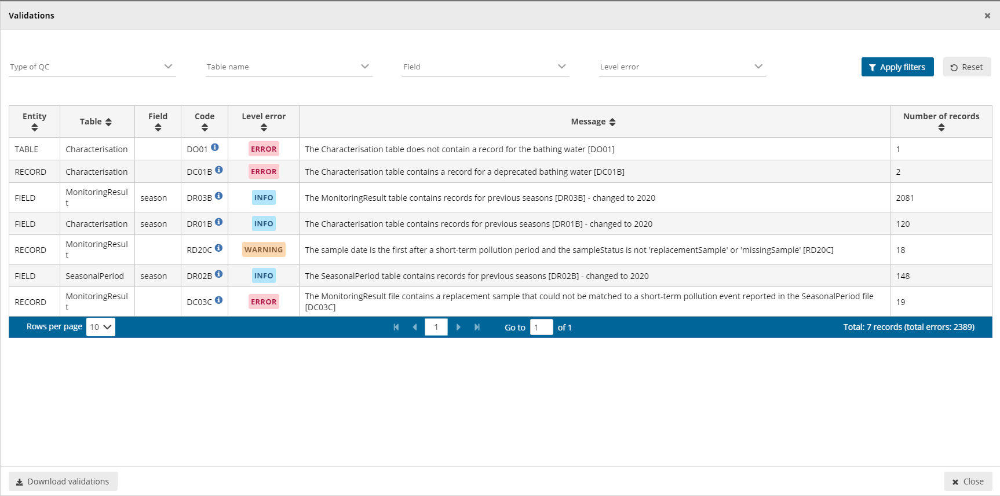 Validations
Type of QC
Table name
Field
Level error
Apply filters
Reset
Entity
Table
Field
Code
Level error
Message
Number of records
TABLE
Characterisation
DO01
ERROR
The Characterisation table does not contain a record for the bathing water [DO01]
1
RECORD
Characterisation
DC01B
ERROR
The Characterisation table contains a record for a deprecated bathing water [DC01B]
2
FIELD
MonitoringResul
t
season
DR03B
INFO
The MonitoringResult table contains records for previous seasons [DR03B] - changed to 2020
2081
FIELD
Characterisation
season
DR01B
INFO
The Characterisation table contains records for previous seasons [DR01B] - changed to 2020
120
RECORD
MonitoringResul
t
RD20C
WARNING
The sample date is the first after a short-term pollution period and the sampleStatus is not 'replacementSample' or 'missingSample' [RD20C]
18
FIELD
SeasonalPeriod
season
DR02B
INFO
The SeasonalPeriod table contains records for previous seasons [DR02B] - changed to 2020
148
RECORD
MonitoringResul
t
DC03C
ERROR
The MonitoringResult file contains a replacement sample that could not be matched to a short-term pollution event reported in the SeasonalPeriod file
[DC03C]
19
Rows per page
10
1
Go to
1
of 1
Total: 7 records (total errors: 2389)
Download validations
Close